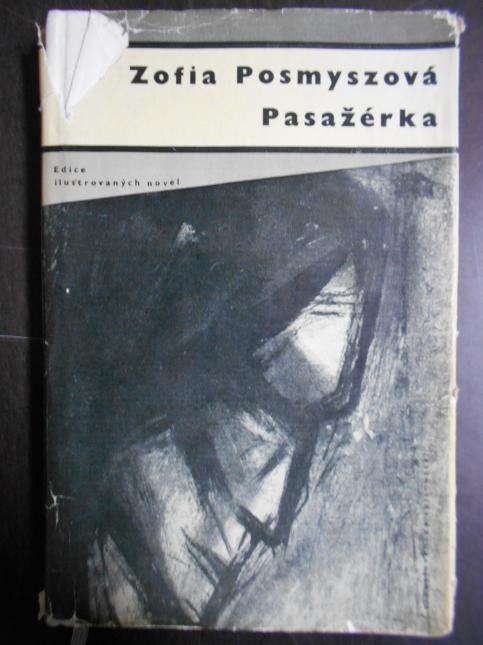 Zofia Posmyszová
Pasažérka
Edice
ilustrovaných novel